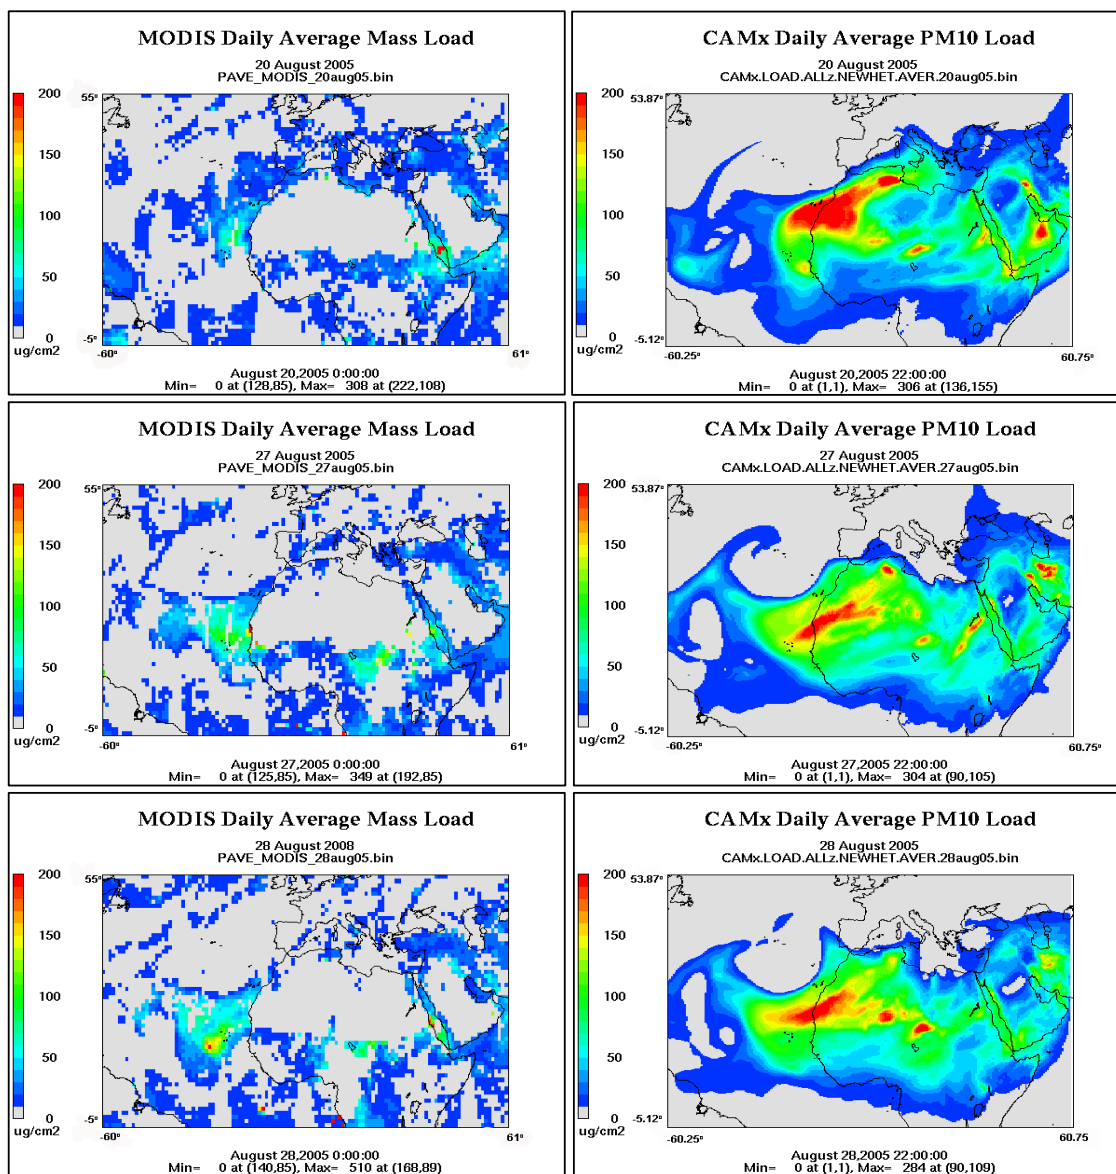 MODIS Daily Average Mass Load
20 August 2005
PAVE_MODIS_20aug05.bin
200
150
100
50
0
ug/cm2
55°
-5°
-60°
61°
August 20,2005 0:00:00
Min= 0 at (128,85), Max= 308 at (222,108)
CAMx Daily Average PM10 Load
20 August 2005
CAMx.LOAD.ALLz.NEWHET.AVER.20aug05.bin
200
150
100
50
0
ug/cm2
53.87°
-5.12°
-60.25°
60.75°
August 20,2005 22:00:00
Min= 0 at (1,1), Max= 306 at (136,155)
MODIS Daily Average Mass Load
27 August 2005
PAVE_MODIS_27aug05.bin
200
150
100
50
0
ug/cm2
55°
-5°
-60°
61°
August 27,2005 0:00:00
Min= 0 at (125,85), Max= 349 at (192,85)
CAMx Daily Average PM10 Load
27 August 2005
CAMx.LOAD.ALLz.NEWHET.AVER.27aug05.bin
200
150
100
50
0
ug/cm2
53.87°
-5.12°
-60.25°
60.75°
August 27,2005 22:00:00
Min= 0 at (1,1), Max= 304 at (90,105)
MODIS Daily Average Mass Load
28 August 2008
PAVE_MODIS_28aug05.bin
200
150
100
50
0
ug/cm2
55°
-5°
-60°
61°
August 28,2005 0:00:00
Min= 0 at (140,85), Max= 510 at (168,89)
CAMx Daily Average PM10 Load
28 August 2005
CAMx.LOAD.ALLz.NEWHET.AVER.28aug05.bin
200
150
100
50
0
ug/cm2
53.87°
-5.12°
-60.25°
60.75°
August 28,2005 22:00:00
Min= 0 at (1,1), Max= 284 at (90,109)